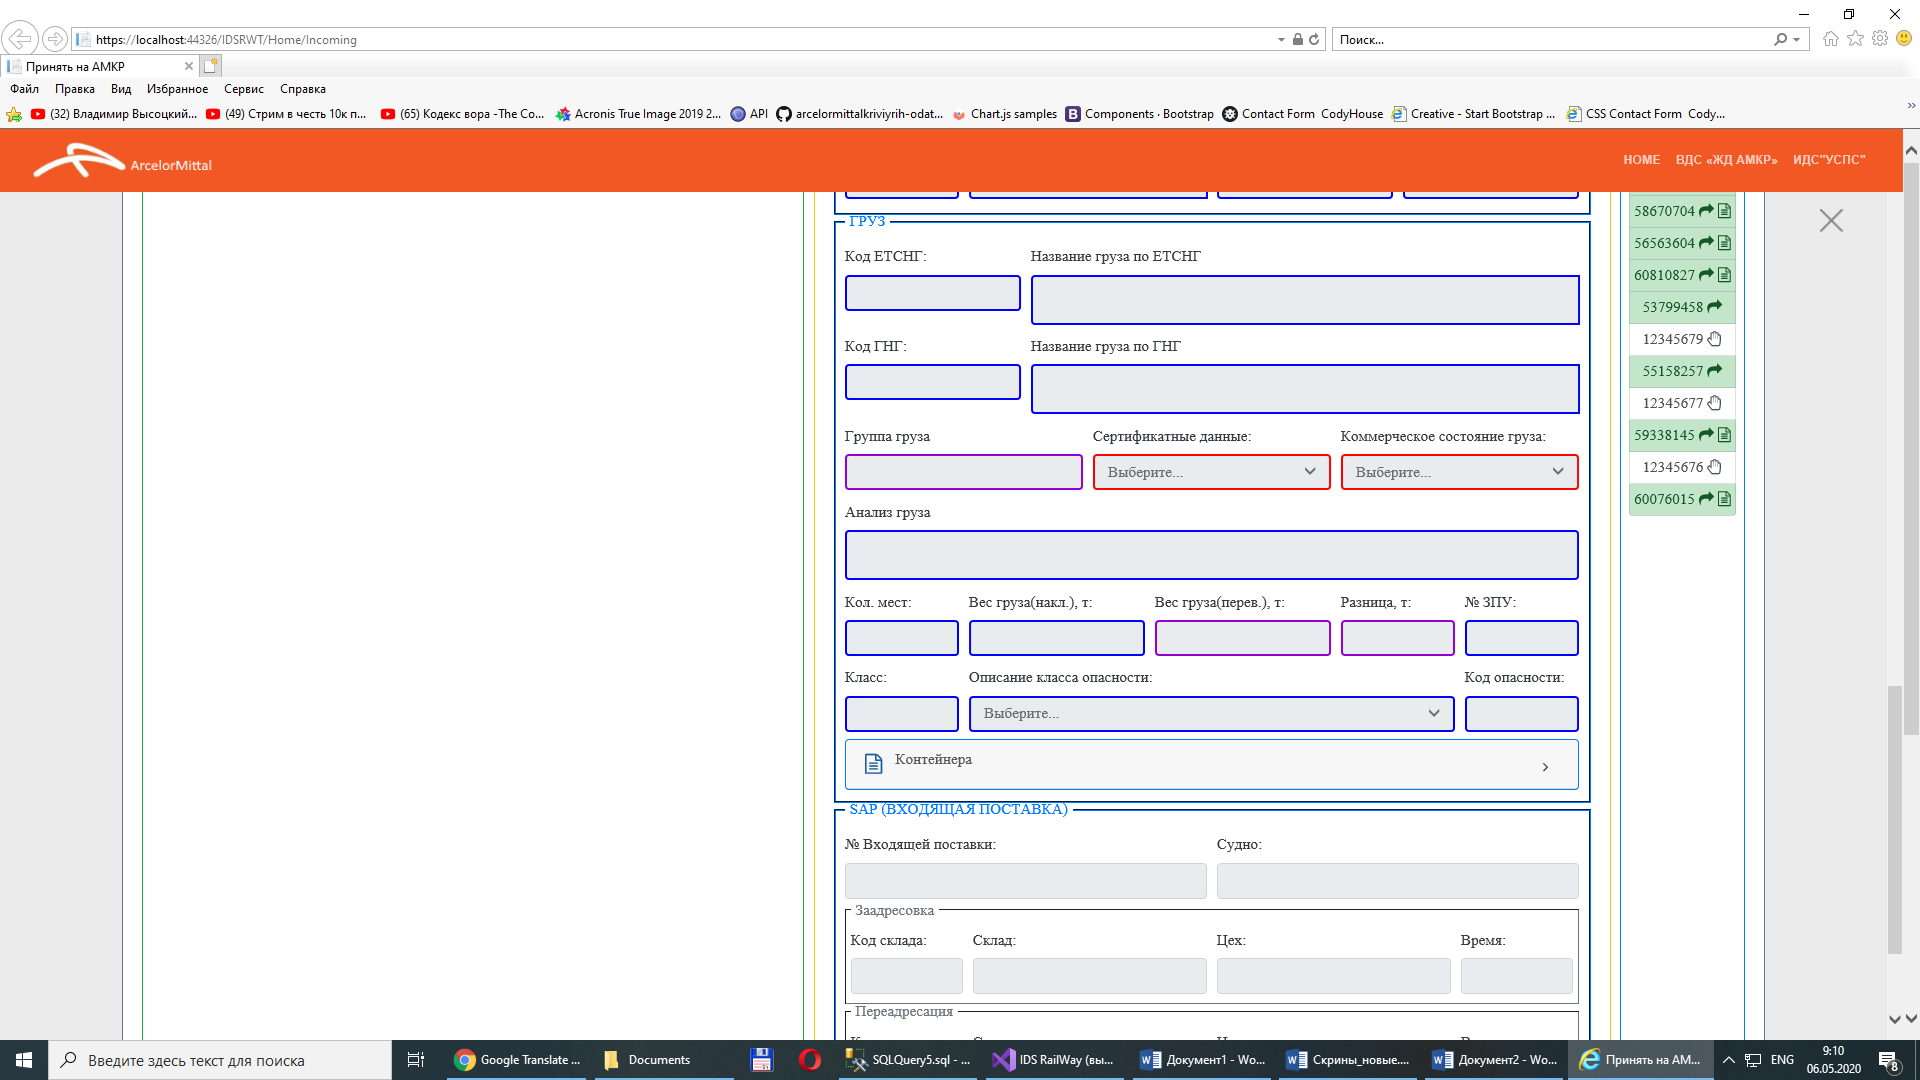 https://localhost:44326/IDSRWT/Home/Incoming
Поиск...
Принять на АМКР
Файл Правка Вид Избранное Сервис Справка
(32) Владимир Высоцкий... (49) Стрим в честь 10к п... (65) Кодекс вора -The Co... Acronis True Image 2019 2... API arcelormittalkriviyrih-odat... Chart.js samples Components · Bootstrap Contact Form CodyHouse Creative - Start Bootstrap ... CSS Contact Form Cody...
ArcelorMittal
HOME ВДС «ЖД АМКР» ИДС"УСПС"
ГРУЗ
Код ЕТСНГ: Название груза по ЕТСНГ
Код ГНГ: Название груза по ГНГ
Группа груза Сертификатные данные: Коммерческое состояние груза:
Выберите... Выберите...
Анализ груза
Кол. мест: Вес груза(накл.), т: Вес груза(перев.), т: Разница, т: № ЗПУ:
Класс: Описание класса опасности: Код опасности:
Выберите...
Контейнера
SAP (ВХОДЯЩАЯ ПОСТАВКА)
№ Входящей поставки: Судно:
Заадресовка
Код склада: Склад: Цех: Время:
Переадресация
58670704
56563604
60810827
53799458
12345679
55158257
12345677
59338145
12345676
60076015
Введите здесь текст для поиска
Google Translate ... Documents SQLQuery5.sql - ... IDS RailWay (вы... Документ1 - Wo... Скрины_новые.... Документ2 - Wo... Принять на АМ...
ENG
9:10
06.05.2020
8